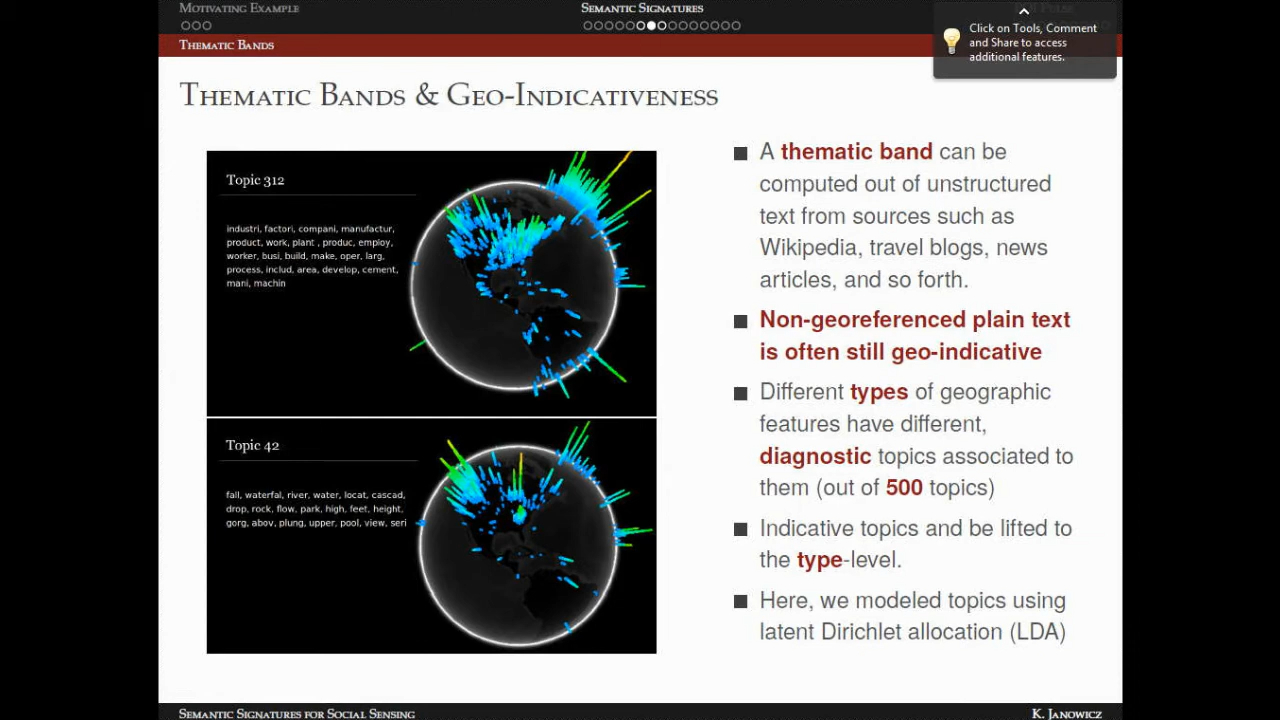 Motivating Example
Semantic Signatures
Thematic Bands
Click on Tools, Comment
and Share to access
additional features.
Thematic Bands & Geo-Indicativeness
Topic 312
industri, factori, compani, manufactur,
product, work, plant , produc, employ,
worker, busi, build, make, oper, larg,
process, includ, area, develop, cement,
mani, machin
Topic 42
fall, waterfal, river, water, locat, cascad,
drop, rock, flow, park, high, feet, height,
gorg, abov, plung, upper, pool, view, seri
A thematic band can be
computed out of unstructured
text from sources such as
Wikipedia, travel blogs, news
articles, and so forth.
Non-georeferenced plain text
is often still geo-indicative
Different types of geographic
features have different,
diagnostic topics associated to
them (out of 500 topics)
Indicative topics and be lifted to
the type-level.
Here, we modeled topics using
latent Dirichlet allocation (LDA)
Semantic Signatures for Social Sensing
K. Janowicz